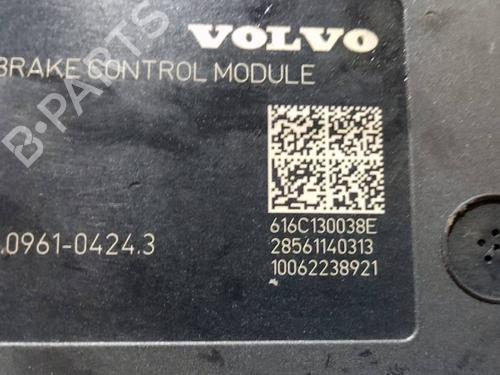 VOLVO
BRAKE CONTROL MODULE
616C130038E
.0961-0424.3
28561140313
10062238921
B-PARTS